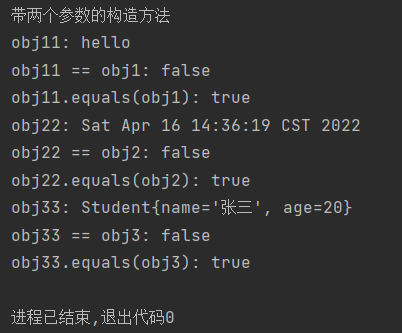 带两个参数的构造方法
obj11: hello
obj11 == obj1: false
obj11.equals(obj1): true
obj22: Sat Apr 16 14:36:19 CST 2022
obj22 == obj2: false
obj22.equals(obj2): true
obj33: Student{name='张三', age=20}
obj33 == obj3: false
obj33.equals(obj3): true
进程已结束,退出代码0